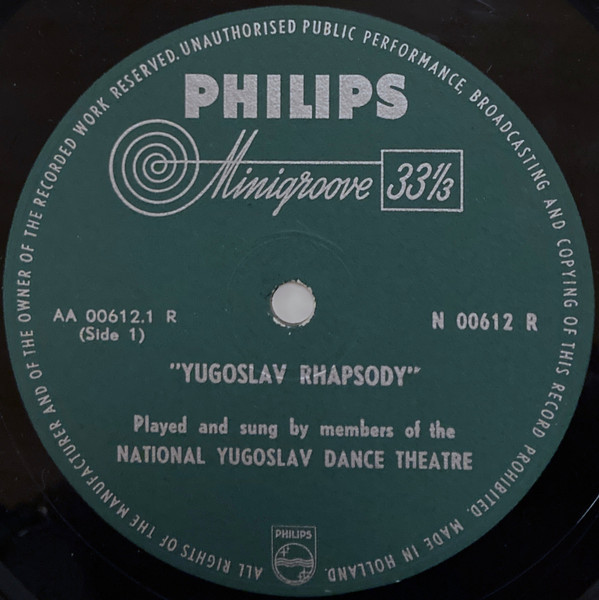 ALL RIGHTS OF THE MANUFACTURER AND OF THE OWNER OF THE RECORDED WORK RESERVED. UNAUTHORISED PUBLIC PERFORMANCE, BROADCASTING AND COPYING OF THIS RECORD PROHIBITED. MADE IN HOLLAND.
PHILIPS
Minigroove 33 1/3
AA 00612.1 R
(Side 1)
N 00612 R
"YUGOSLAV RHAPSODY"
Played and sung by members of the
NATIONAL YUGOSLAV DANCE THEATRE
PHILIPS